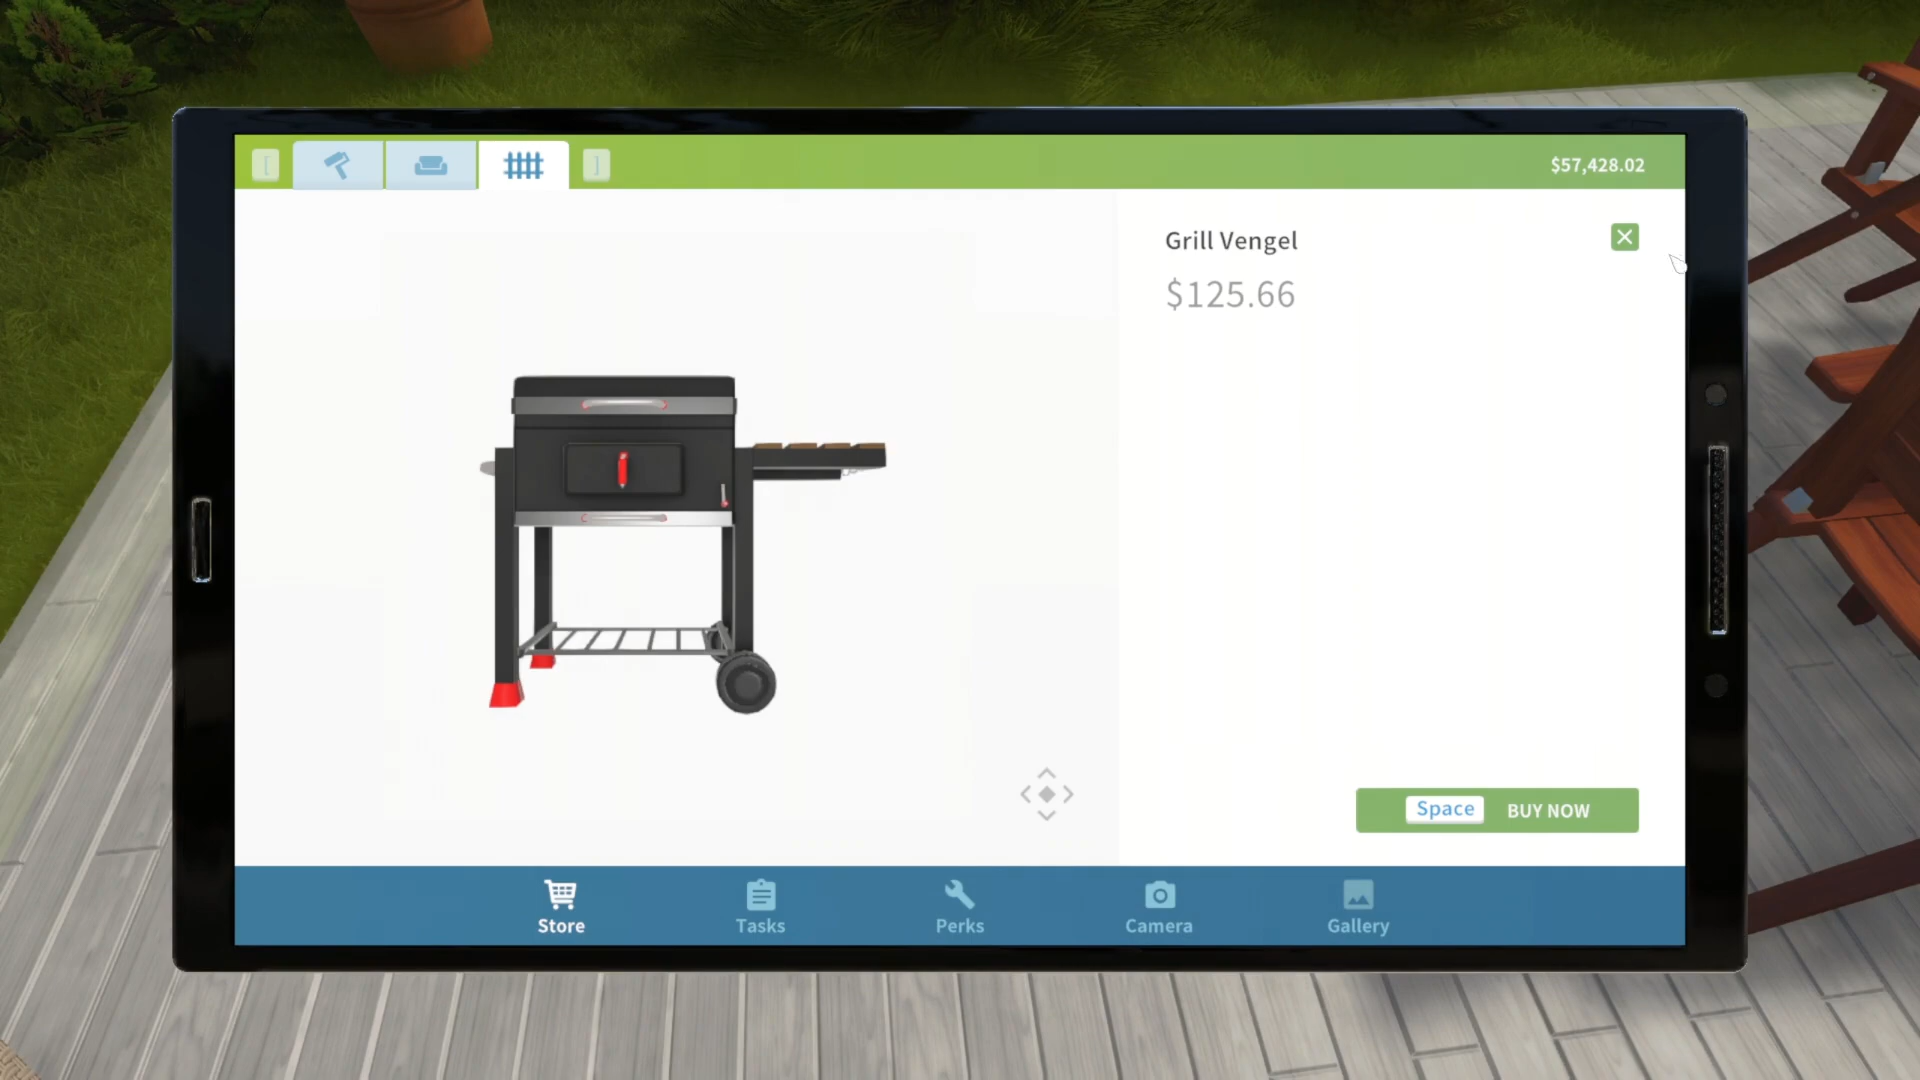 [
]
$57,428.02
Grill Vengel
$125.66
Space BUY NOW
Store
Tasks
Perks
Camera
Gallery